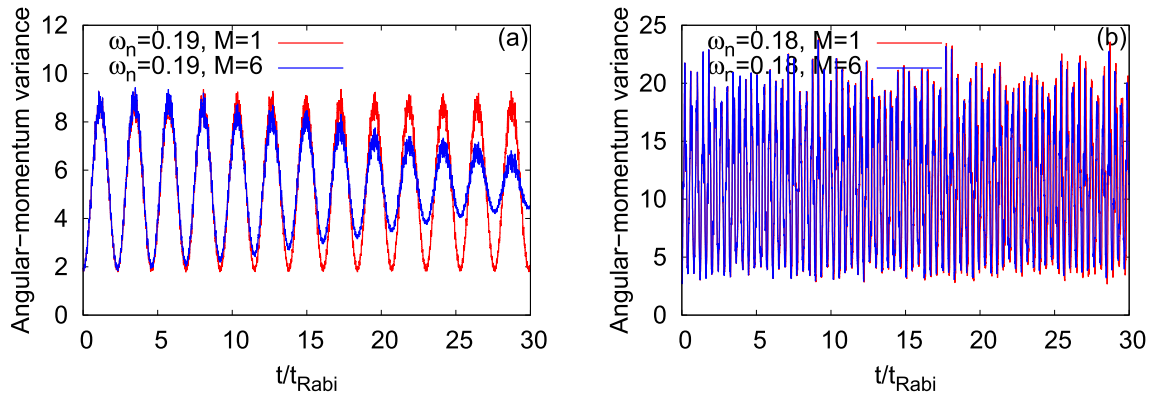 (a)
ωn=0.19, M=1
ωn=0.19, M=6
Angular−momentum variance
12
10
8
6
4
2
0
0 5 10 15 20 25 30
t/tRabi
(b)
ωn=0.18, M=1
ωn=0.18, M=6
Angular−momentum variance
25
20
15
10
5
0
0 5 10 15 20 25 30
t/tRabi